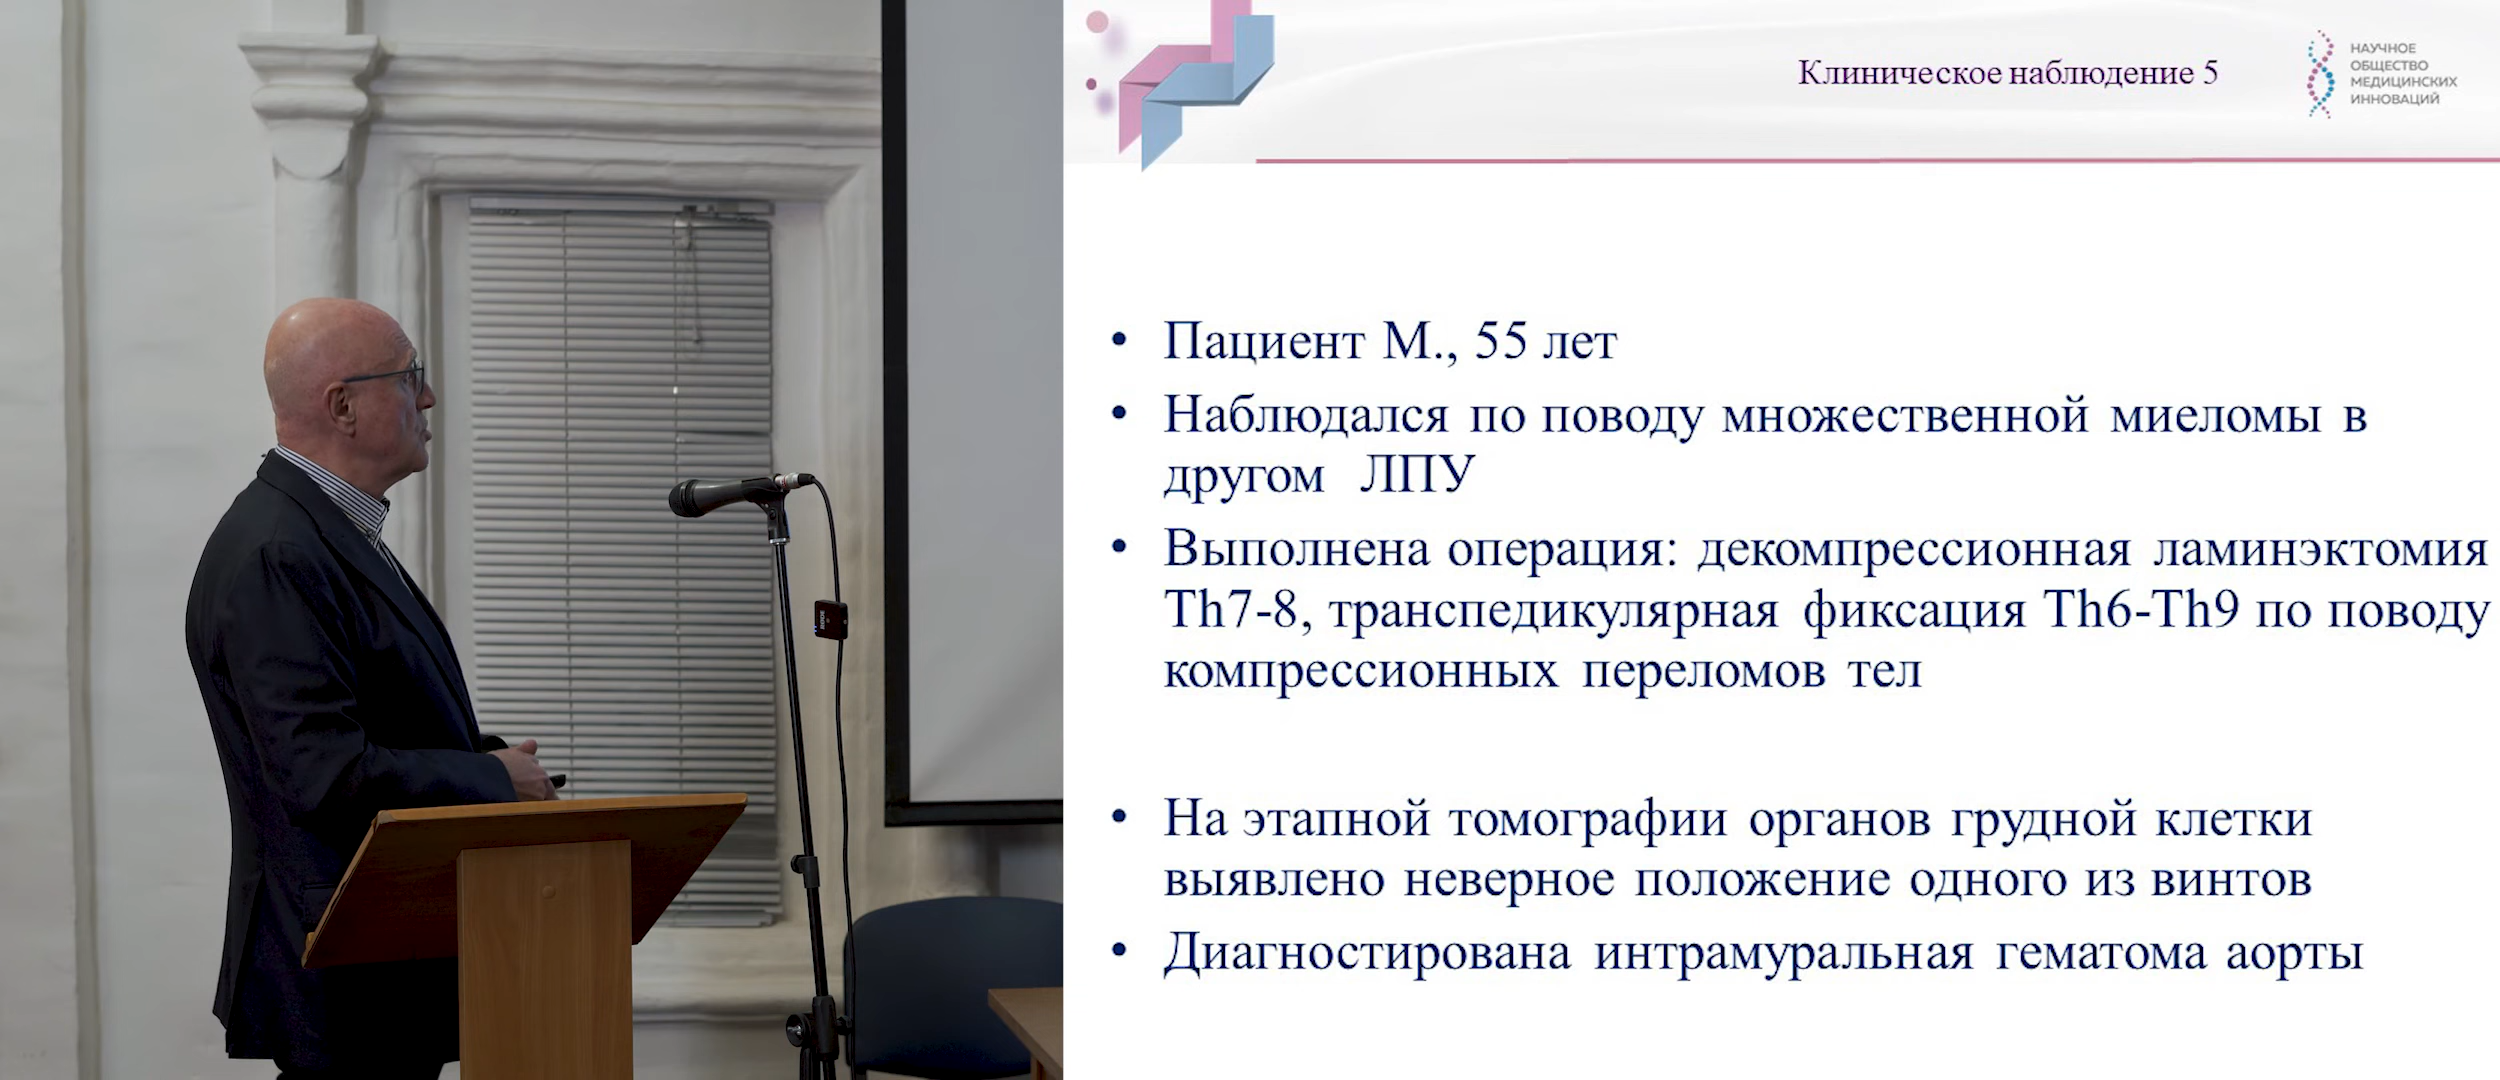 Клиническое наблюдение 5
НАУЧНОЕ
ОБЩЕСТВО
МЕДИЦИНСКИХ
ИННОВАЦИЙ
• Пациент М., 55 лет
• Наблюдался по поводу множественной миеломы в
другом ЛПУ
• Выполнена операция: декомпрессионная ламинэктомия
Th7-8, транспедикулярная фиксация Th6-Th9 по поводу
компрессионных переломов тел
• На этапной томографии органов грудной клетки
выявлено неверное положение одного из винтов
• Диагностирована интрамуральная гематома аорты